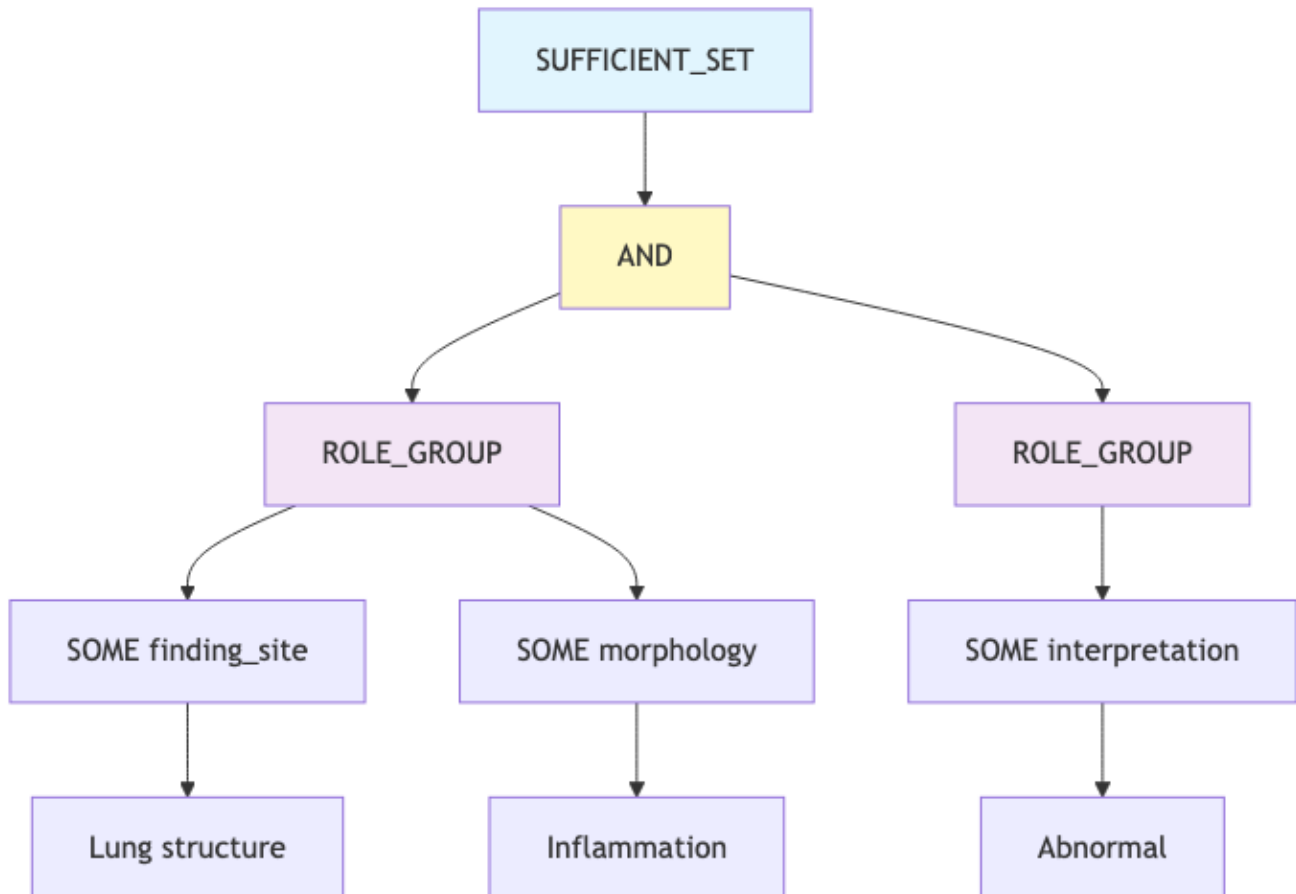 SUFFICIENT_SET
AND
ROLE_GROUP
ROLE_GROUP
SOME finding_site
SOME morphology
SOME interpretation
Lung structure
Inflammation
Abnormal